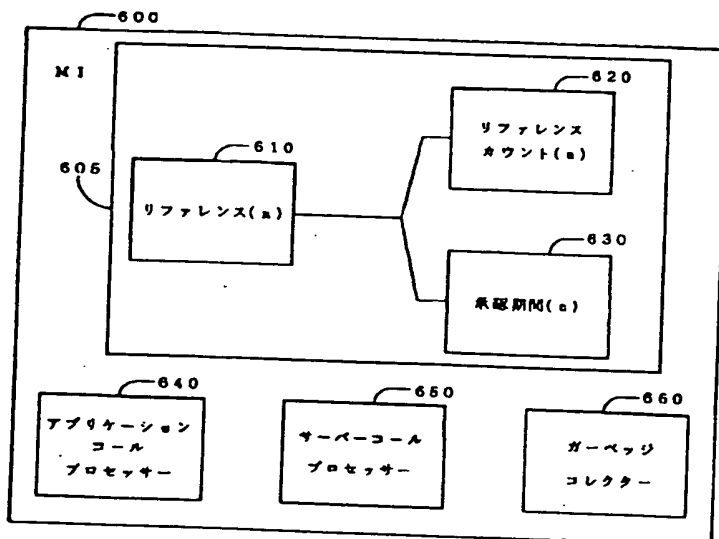 600
MI
620
リファレンス
カウント(n)
610
605
リファレンス(n)
630
承認期間(n)
640
アプリケーション
コール
プロセッサー
650
サーバーコール
プロセッサー
660
ガーベッジ
コレクター